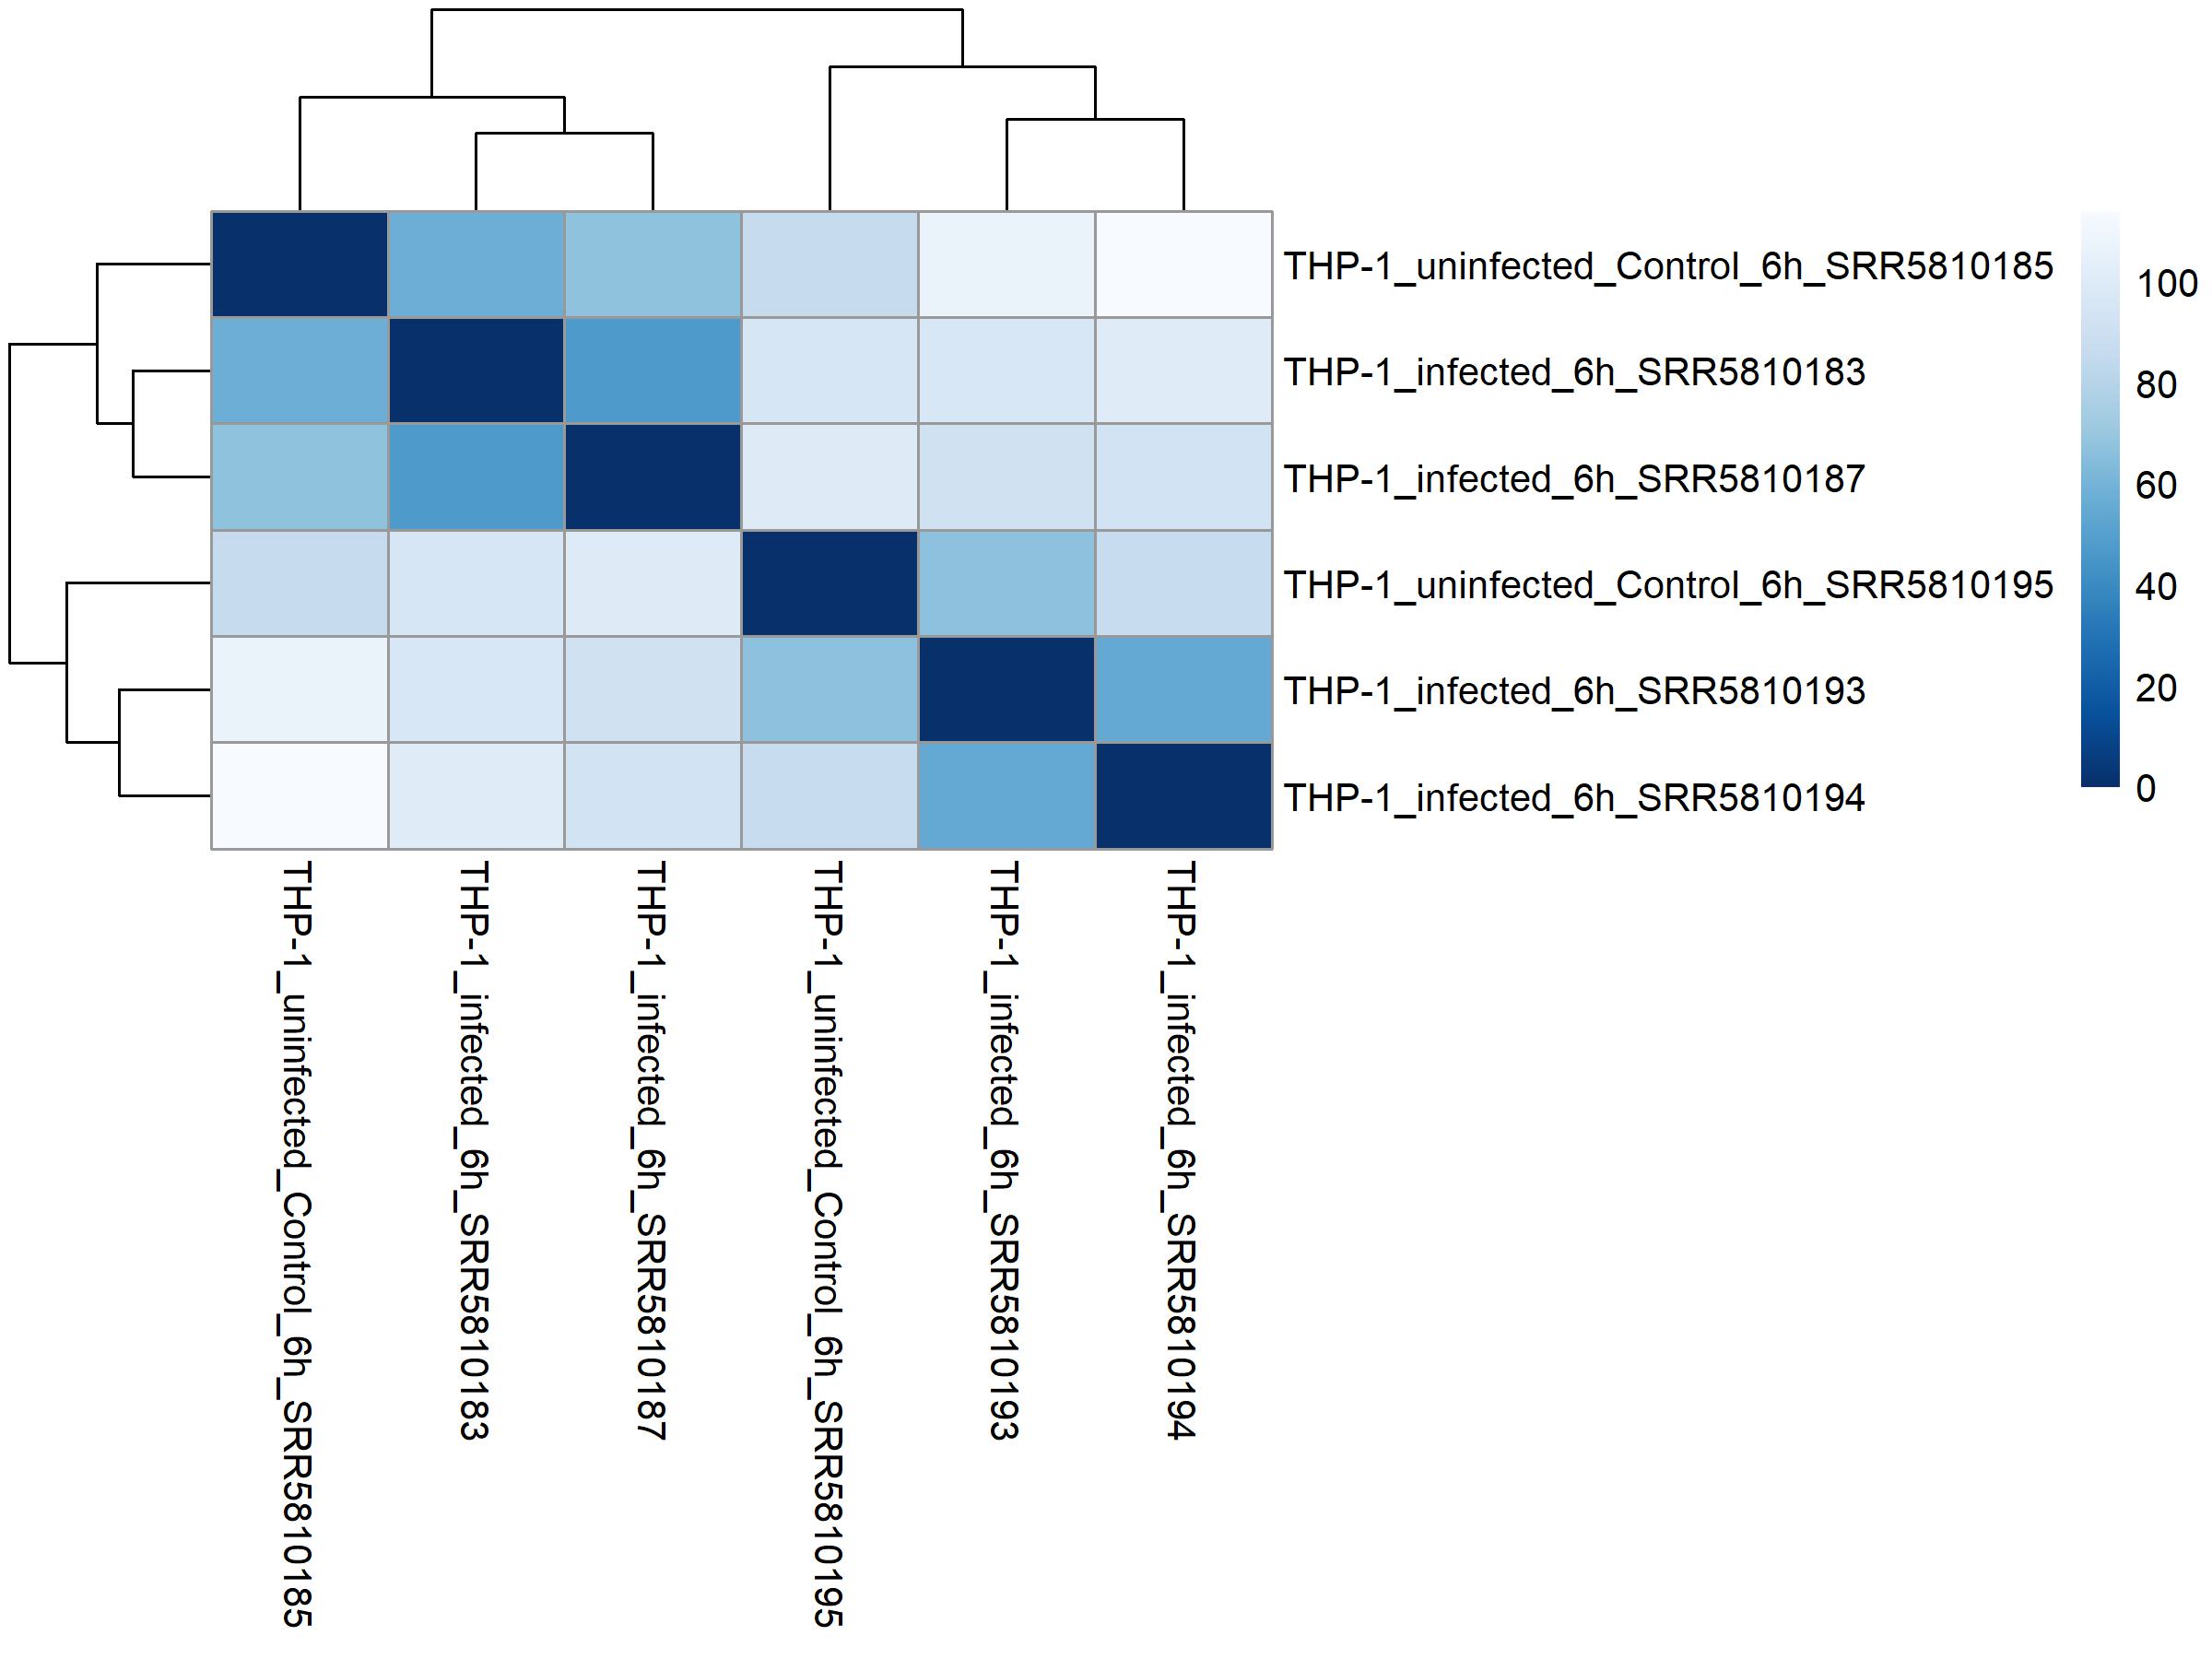 THP-1_uninfected_Control_6h_SRR5810185
THP-1_infected_6h_SRR5810183
THP-1_infected_6h_SRR5810187
THP-1_uninfected_Control_6h_SRR5810195
THP-1_infected_6h_SRR5810193
THP-1_infected_6h_SRR5810194
100
80
60
40
20
0
THP-1_uninfected_Control_6h_SRR5810185
THP-1_infected_6h_SRR5810183
THP-1_infected_6h_SRR5810187
THP-1_uninfected_Control_6h_SRR5810195
THP-1_infected_6h_SRR5810193
THP-1_infected_6h_SRR5810194